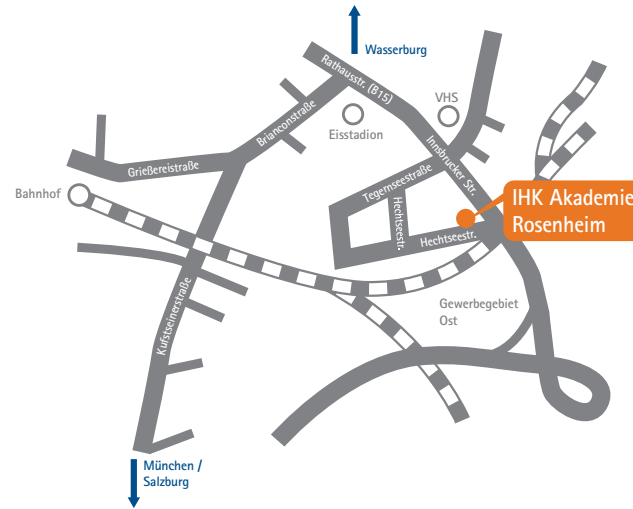 Wasserburg
Rathausstr. (B15)
VHS
Brianconstraße
Eisstadion
Innsbrucker Str.
Grießereistraße
Tegernseestraße
Bahnhof
Hechtseestr.
IHK Akademie
Rosenheim
Hechtseestr.
Kufstseinerstraße
Gewerbegebiet
Ost
München /
Salzburg